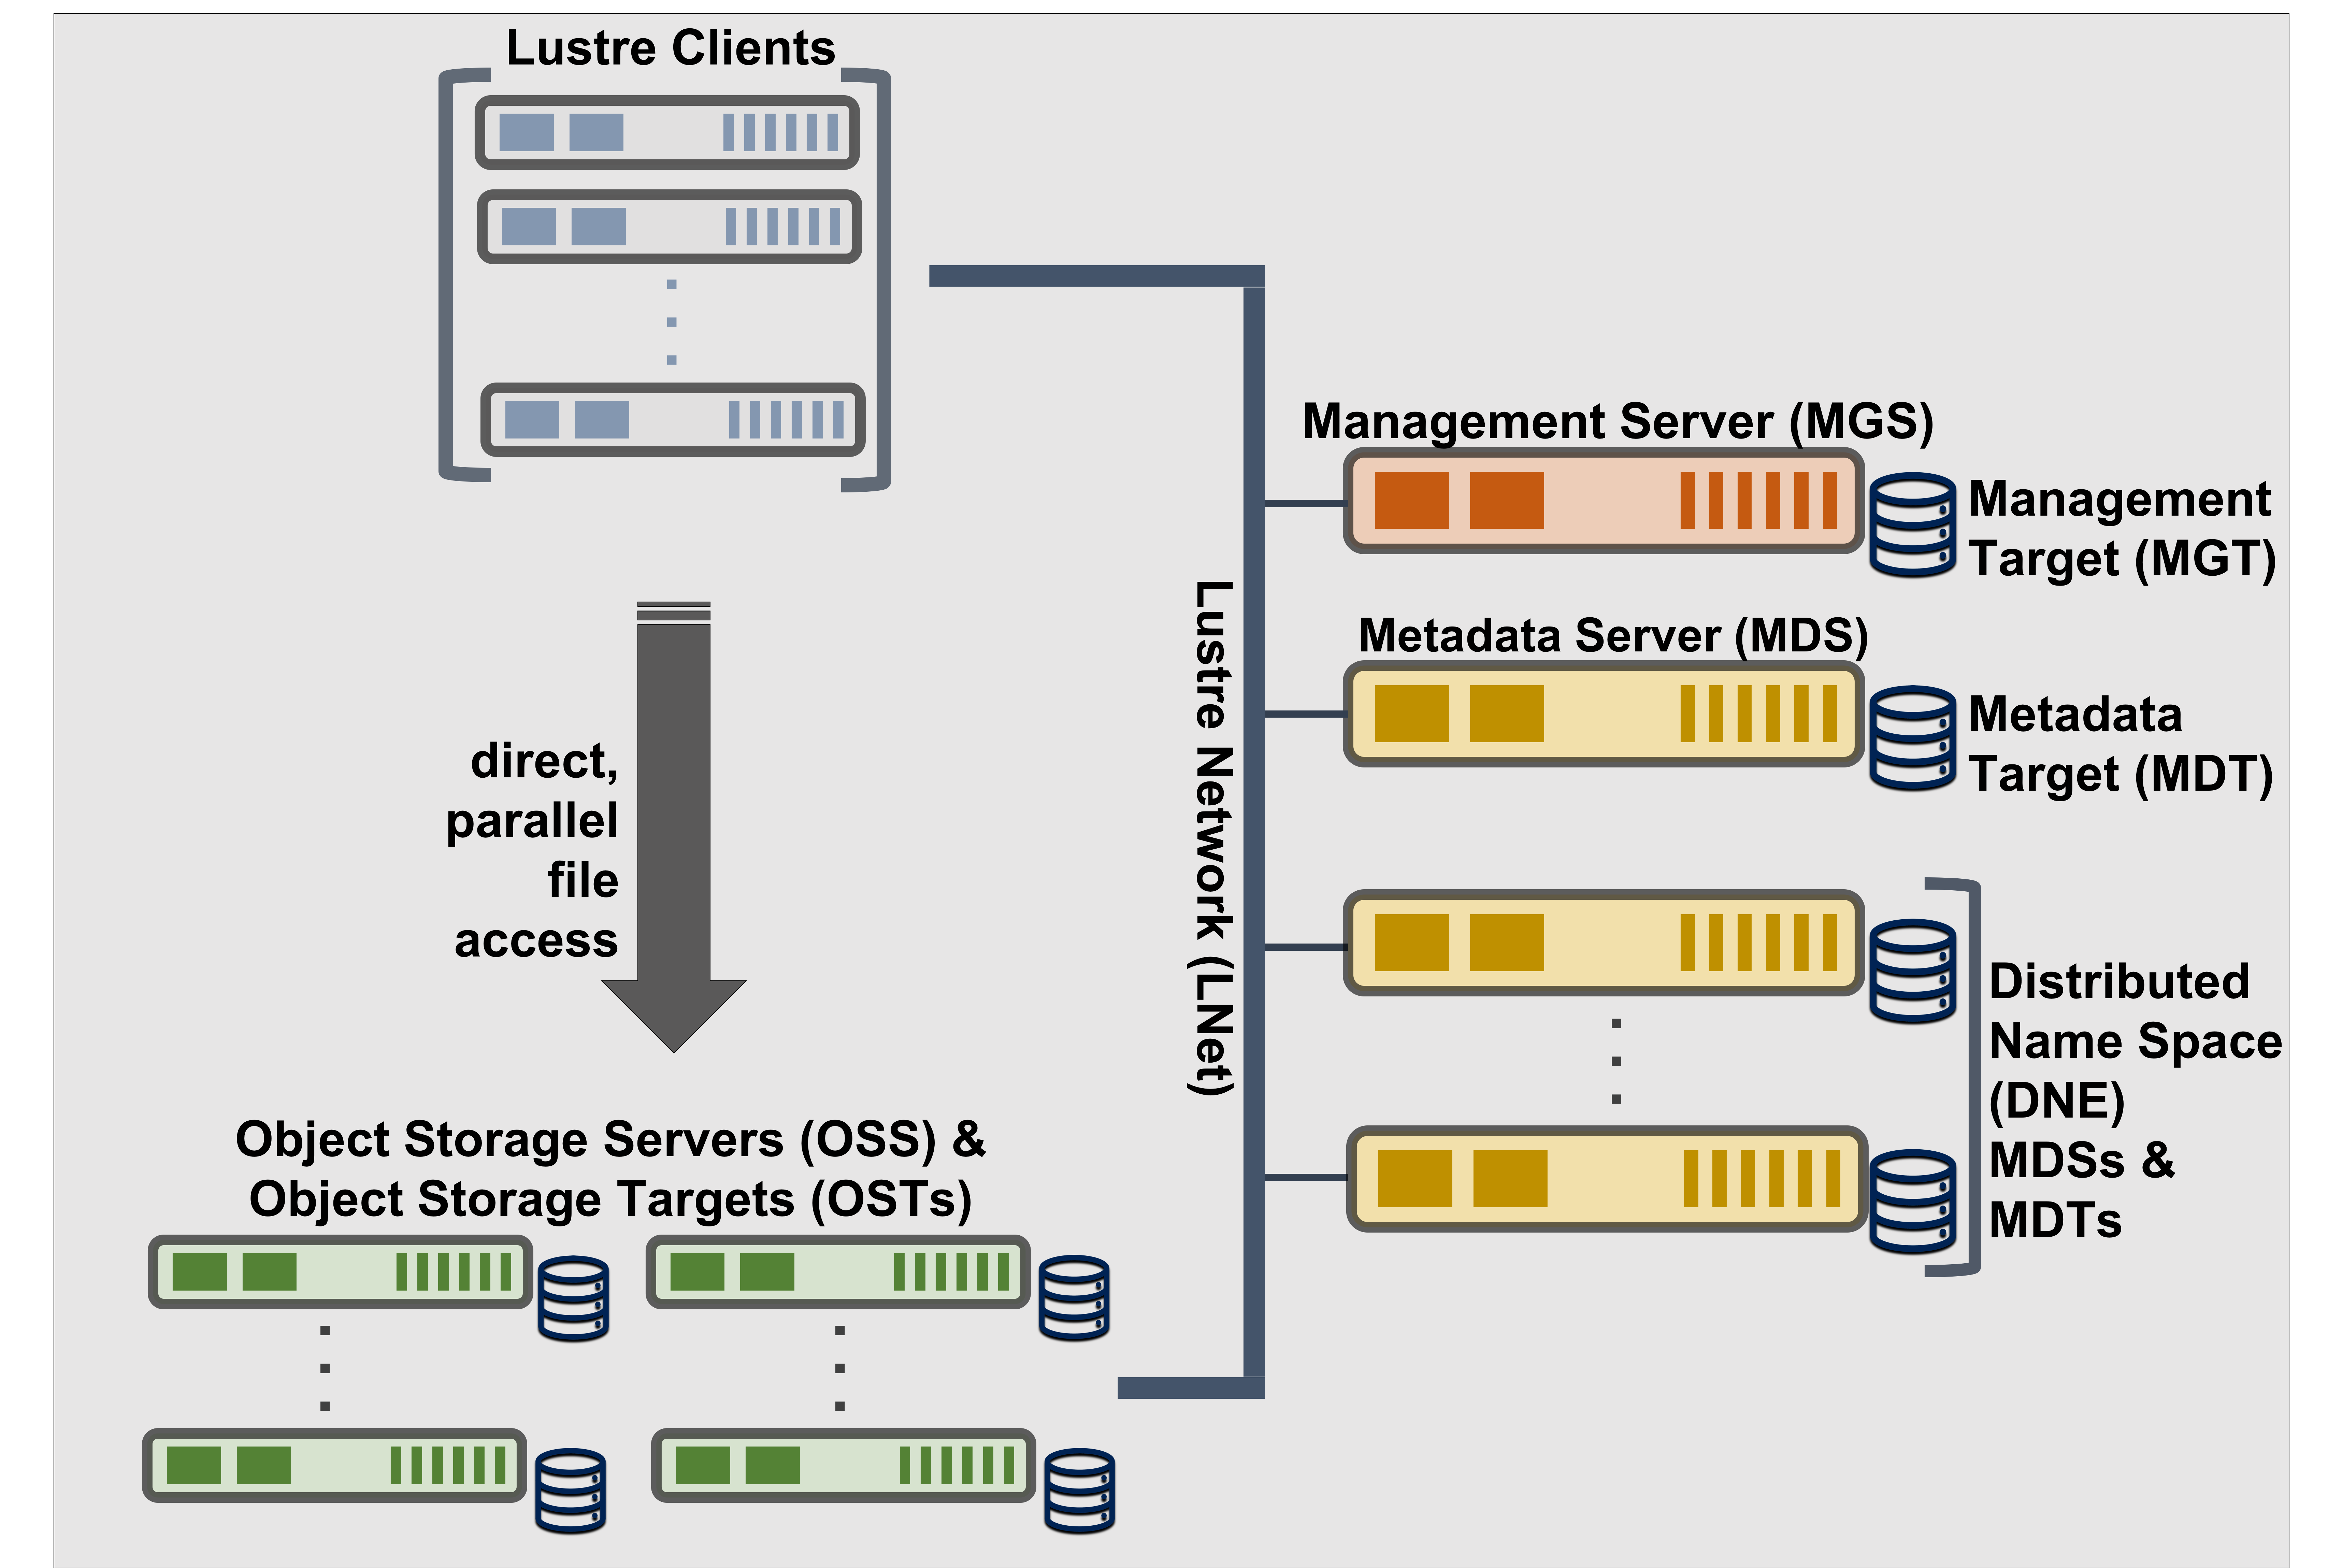 Lustre Clients
Management Server (MGS)
Management
Target (MGT)
Metadata Server (MDS)
Metadata
Target (MDT)
Lustre Network (LNet)
direct,
parallel
file
access
Distributed
Name Space
(DNE)
MDSs &
MDTs
Object Storage Servers (OSS) &
Object Storage Targets (OSTs)